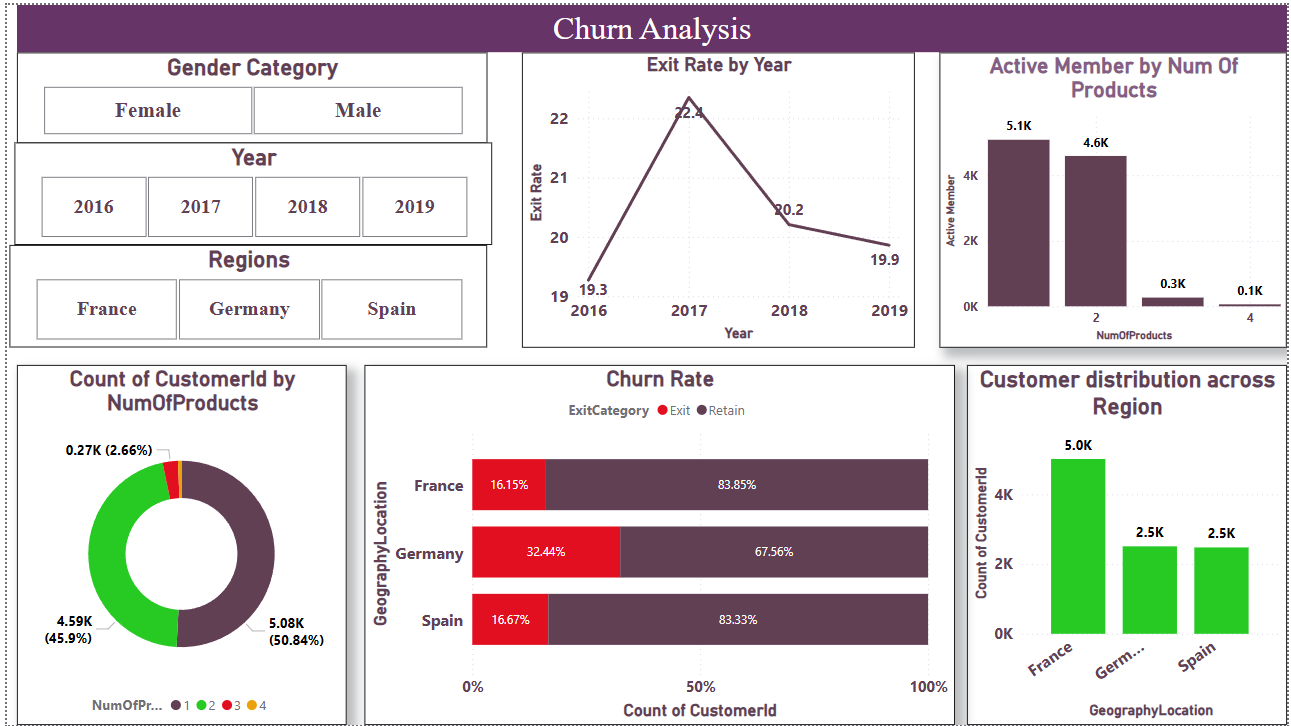 Churn Analysis
Gender Category
Female Male
Year
2016 2017 2018 2019
Regions
France Germany Spain
Exit Rate by Year
Exit Rate
22
21
20
19
22.4
20.2
19.9
19.3
2016 2017 2018 2019
Year
Active Member by Num Of
Products
Active Member
4K
2K
0K
5.1K
4.6K
0.3K
0.1K
2 4
NumOfProducts
Count of CustomerId by
NumOfProducts
0.27K (2.66%)
4.59K
(45.9%)
5.08K
(50.84%)
NumOfPr... 1 2 3 4
Churn Rate
ExitCategory Exit Retain
GeographyLocation
France 16.15% 83.85%
Germany 32.44% 67.56%
Spain 16.67% 83.33%
0% 50% 100%
Count of CustomerId
Customer distribution across
Region
Count of CustomerId
4K
2K
0K
5.0K
2.5K
2.5K
France Germ... Spain
GeographyLocation